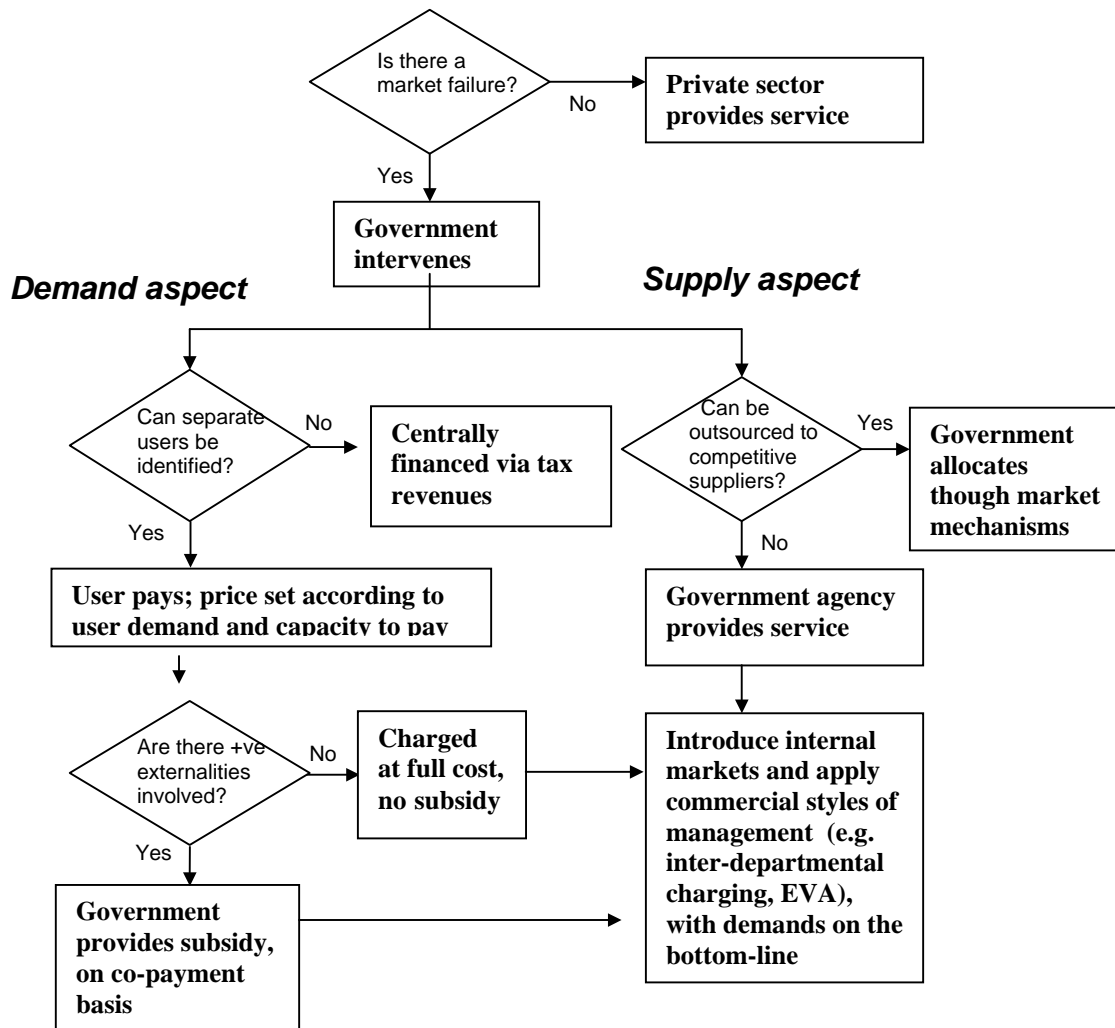 Is there a
market failure?
No
Private sector
provides service
Yes
Government
intervenes
Demand aspect
Supply aspect
Can separate
users be
identified?
No
Centrally
financed via tax
revenues
Can be
outsourced to
competitive
suppliers?
Yes
Government
allocates
though market
mechanisms
Yes
No
User pays; price set according to
user demand and capacity to pay
Government agency
provides service
Are there +ve
externalities
involved?
No
Charged
at full cost,
no subsidy
Introduce internal
markets and apply
commercial styles of
management (e.g.
inter-departmental
charging, EVA),
with demands on the
bottom-line
Yes
Government
provides subsidy,
on co-payment
basis